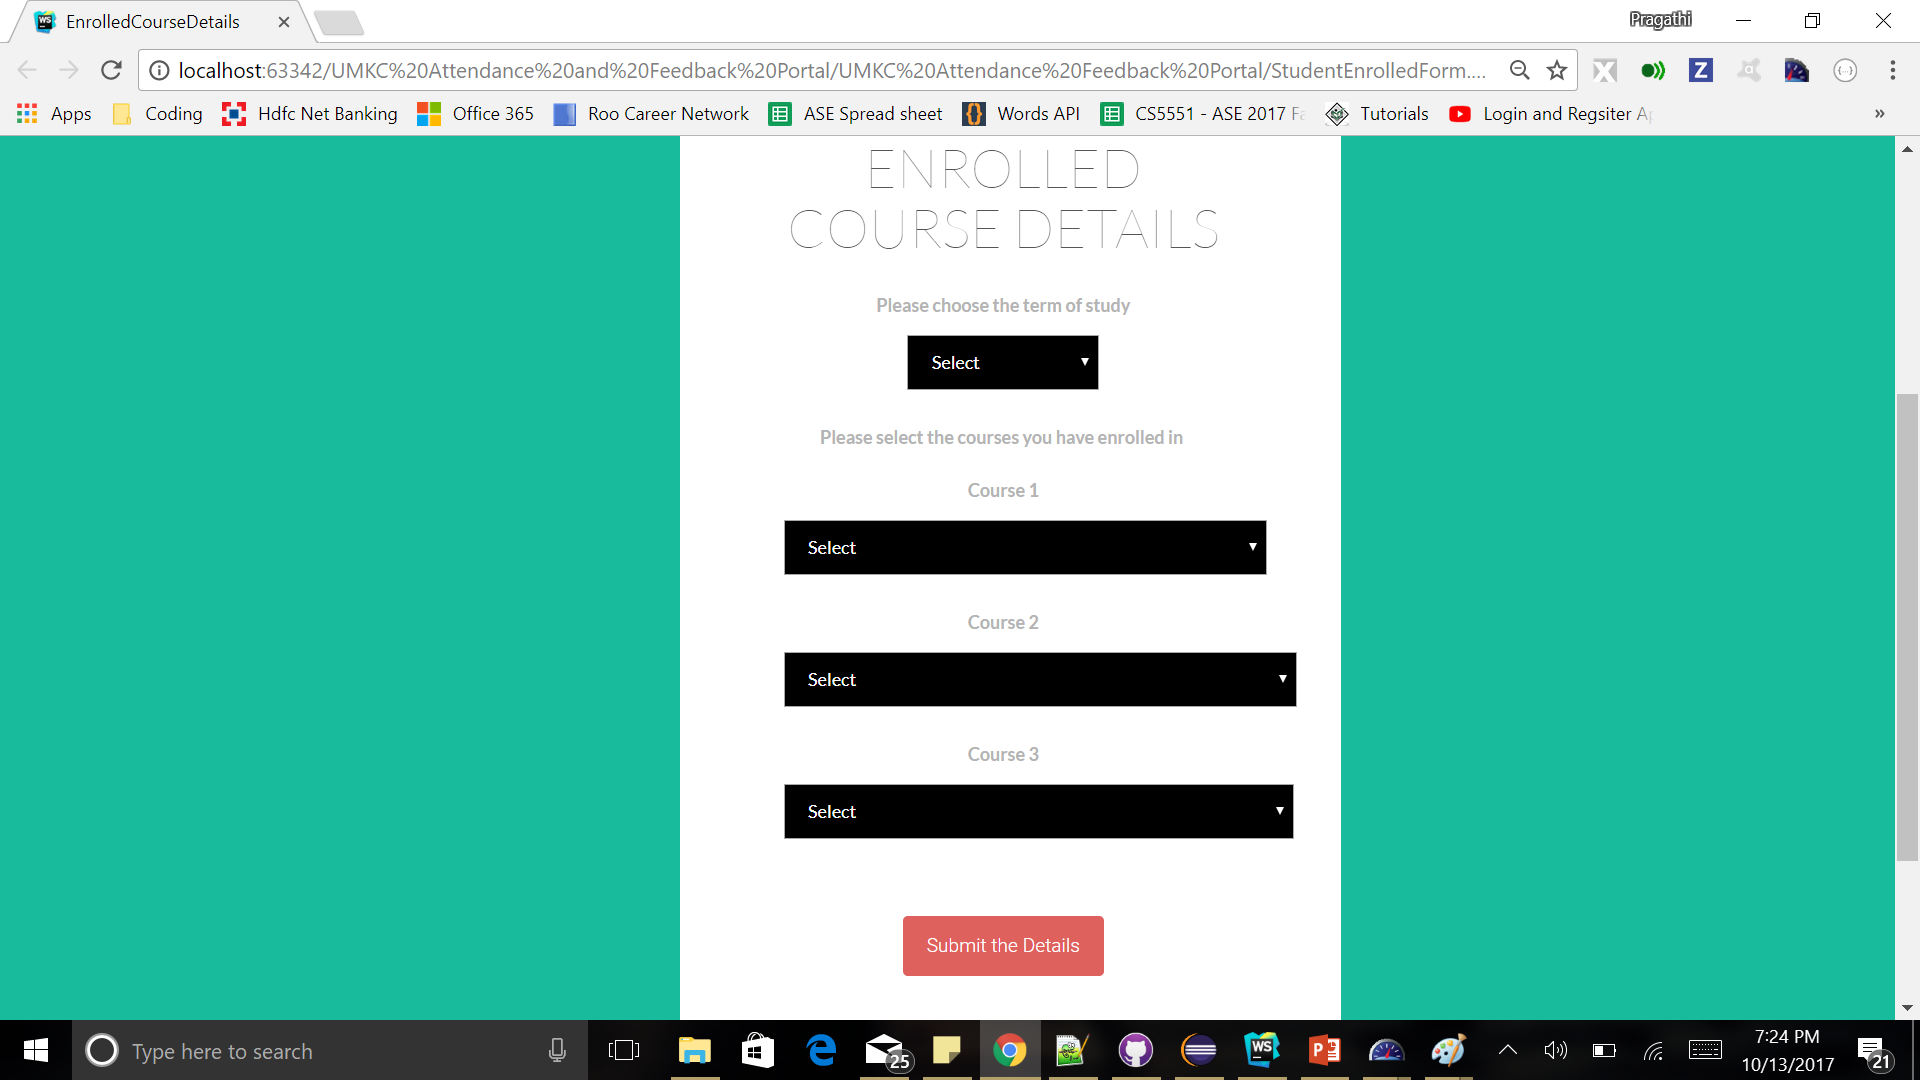 EnrolledCourseDetails
Pragathi
localhost:63342/UMKC%20Attendance%20and%20Feedback%20Portal/UMKC%20Attendance%20Feedback%20Portal/StudentEnrolledForm....
Apps Coding Hdfc Net Banking Office 365 Roo Career Network ASE Spread sheet Words API CS5551 - ASE 2017 Fa Tutorials Login and Regsiter Ap »
ENROLLED
COURSE DETAILS
Please choose the term of study
Select
Please select the courses you have enrolled in
Course 1
Select
Course 2
Select
Course 3
Select
Submit the Details
Type here to search
25
7:24 PM
10/13/2017
21